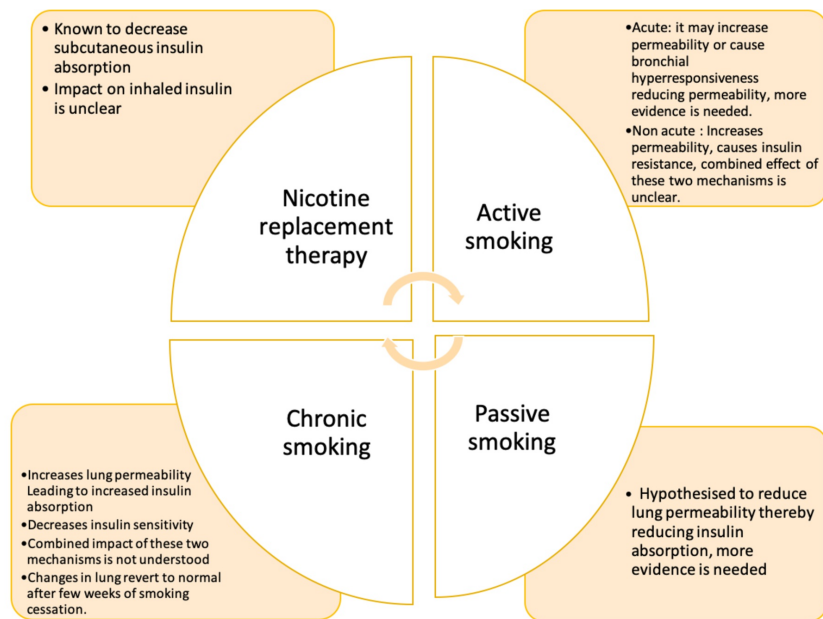 • Known to decrease
subcutaneous insulin
absorption
• Impact on inhaled insulin
is unclear
Nicotine
replacement
therapy
•Acute: it may increase
permeability or cause
bronchial
hyperresponsiveness
reducing permeability, more
evidence is needed.
•Non acute : Increases
permeability, causes insulin
resistance, combined effect of
these two mechanisms is
unclear.
Active
smoking
Chronic
smoking
•Increases lung permeability
Leading to increased insulin
absorption
•Decreases insulin sensitivity
•Combined impact of these two
mechanisms is not understood
•Changes in lung revert to normal
after few weeks of smoking
cessation.
Passive
smoking
• Hypothesised to reduce
lung permeability thereby
reducing insulin
absorption, more
evidence is needed